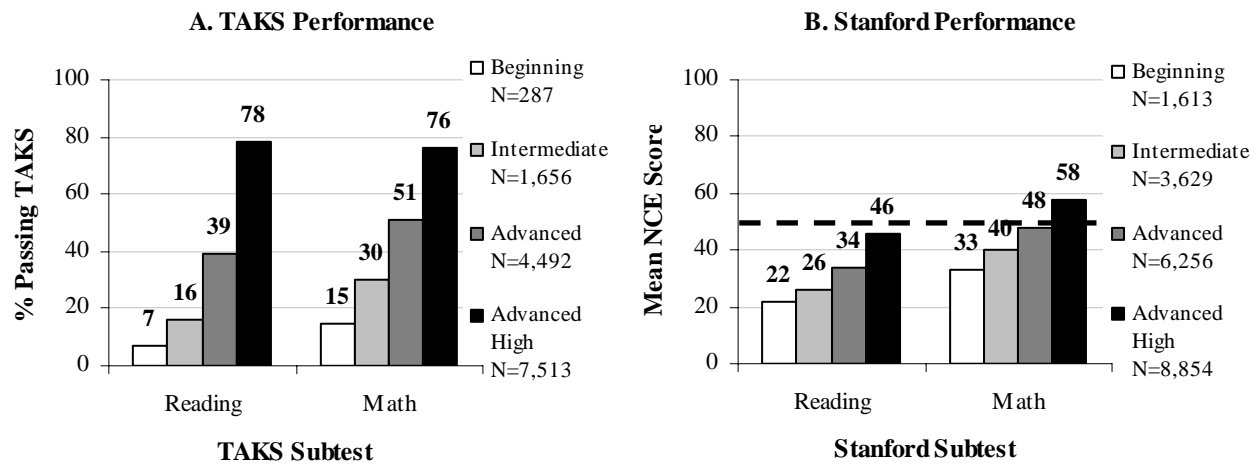 A. TAKS Performance
% Passing TAKS
100
80
60
40
20
0
7
16
39
78
15
30
51
76
Reading
Math
TAKS Subtest
Beginning
N=287
Intermediate
N=1,656
Advanced
N=4,492
Advanced
High
N=7,513
B. Stanford Performance
Mean NCE Score
100
80
60
40
20
0
22
26
34
46
33
40
48
58
Reading
Math
Stanford Subtest
Beginning
N=1,613
Intermediate
N=3,629
Advanced
N=6,256
Advanced
High
N=8,854